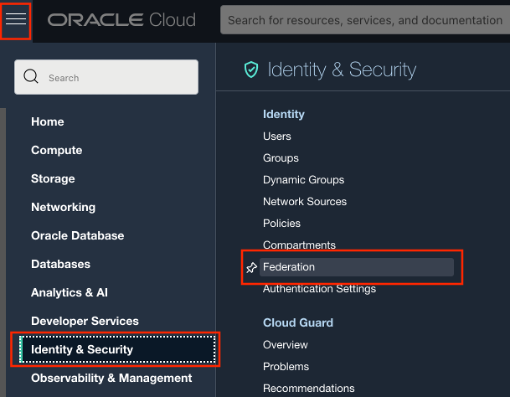 ORACLE Cloud
Search for resources, services, and documentation
Search
Home
Compute
Storage
Networking
Oracle Database
Databases
Analytics & AI
Developer Services
Identity & Security
Observability & Management
Identity & Security
Identity
Users
Groups
Dynamic Groups
Network Sources
Policies
Compartments
Federation
Authentication Settings
Cloud Guard
Overview
Problems
Recommendations